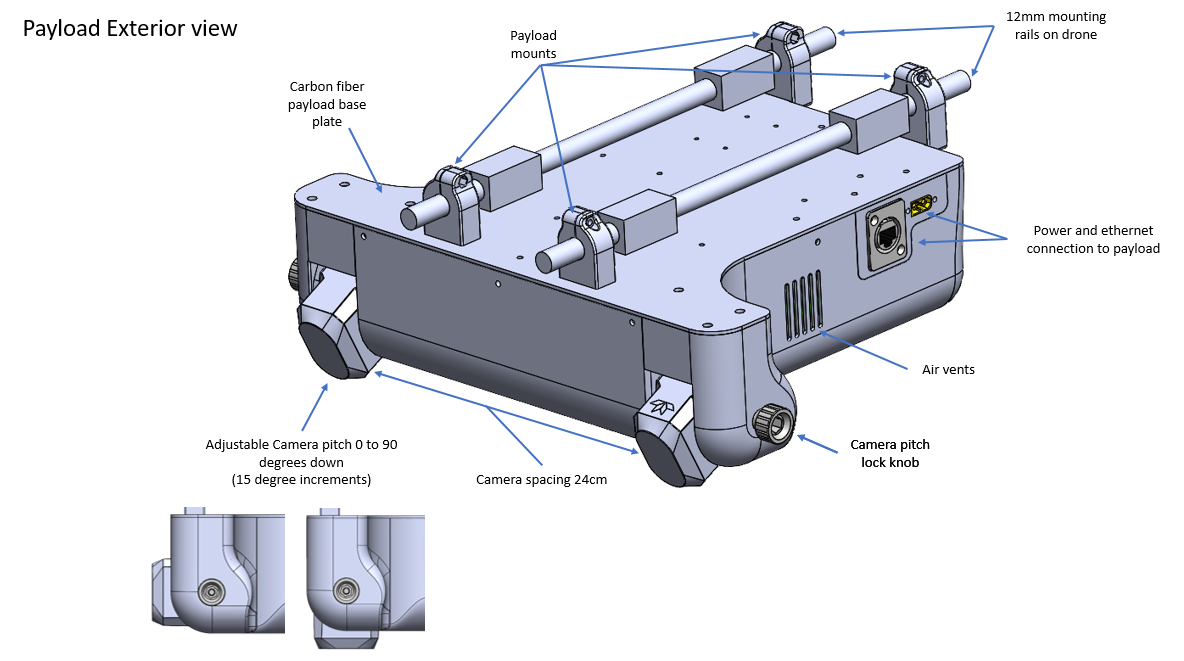 Payload Exterior view
12mm mounting
rails on drone
Payload
mounts
Carbon fiber
payload base
plate
Power and ethernet
connection to payload
Air vents
Adjustable Camera pitch 0 to 90
degrees down
(15 degree increments)
Camera spacing 24cm
Camera pitch
lock knob